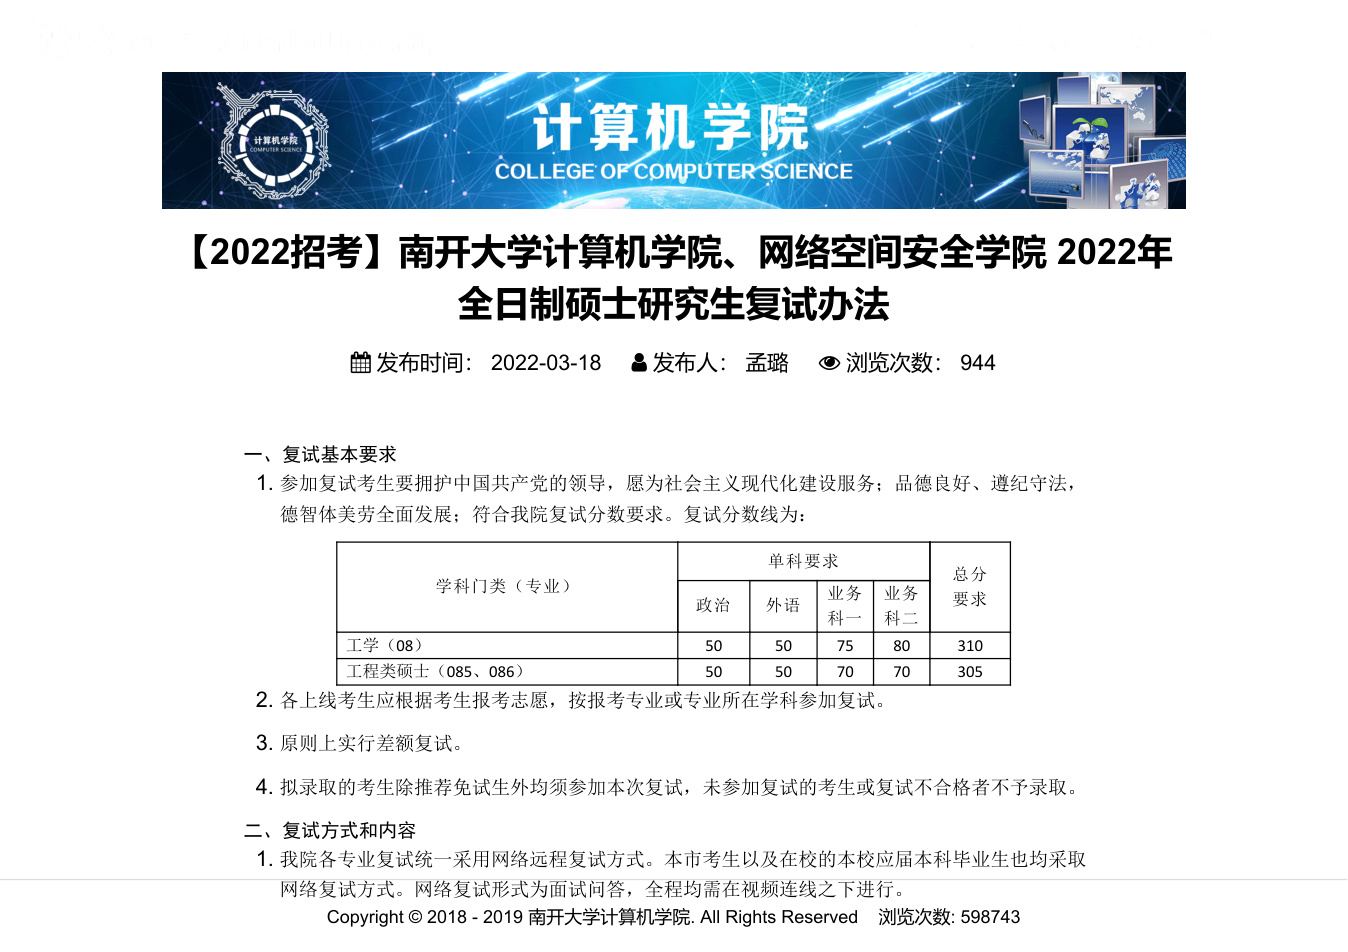 计算机学院
COMPUTER SCIENCE
计算机学院
COLLEGE OF COMPUTER SCIENCE
【2022招考】南开大学计算机学院、网络空间安全学院 2022年
全日制硕士研究生复试办法
发布时间： 2022-03-18 发布人： 孟璐 浏览次数： 944
一、复试基本要求
1. 参加复试考生要拥护中国共产党的领导，愿为社会主义现代化建设服务；品德良好、遵纪守法，
德智体美劳全面发展；符合我院复试分数要求。复试分数线为：
学科门类（专业） 单科要求 总分
要求
政治 外语 业务
科一 业务
科二
工学（08） 50 50 75 80 310
工程类硕士（085、086） 50 50 70 70 305
2. 各上线考生应根据考生报考志愿，按报考专业或专业所在学科参加复试。
3. 原则上实行差额复试。
4. 拟录取的考生除推荐免试生外均须参加本次复试，未参加复试的考生或复试不合格者不予录取。
二、复试方式和内容
1. 我院各专业复试统一采用网络远程复试方式。本市考生以及在校的本校应届本科毕业生也均采取
网络复试方式。网络复试形式为面试问答，全程均需在视频连线之下进行。
Copyright © 2018 - 2019 南开大学计算机学院. All Rights Reserved 浏览次数: 598743